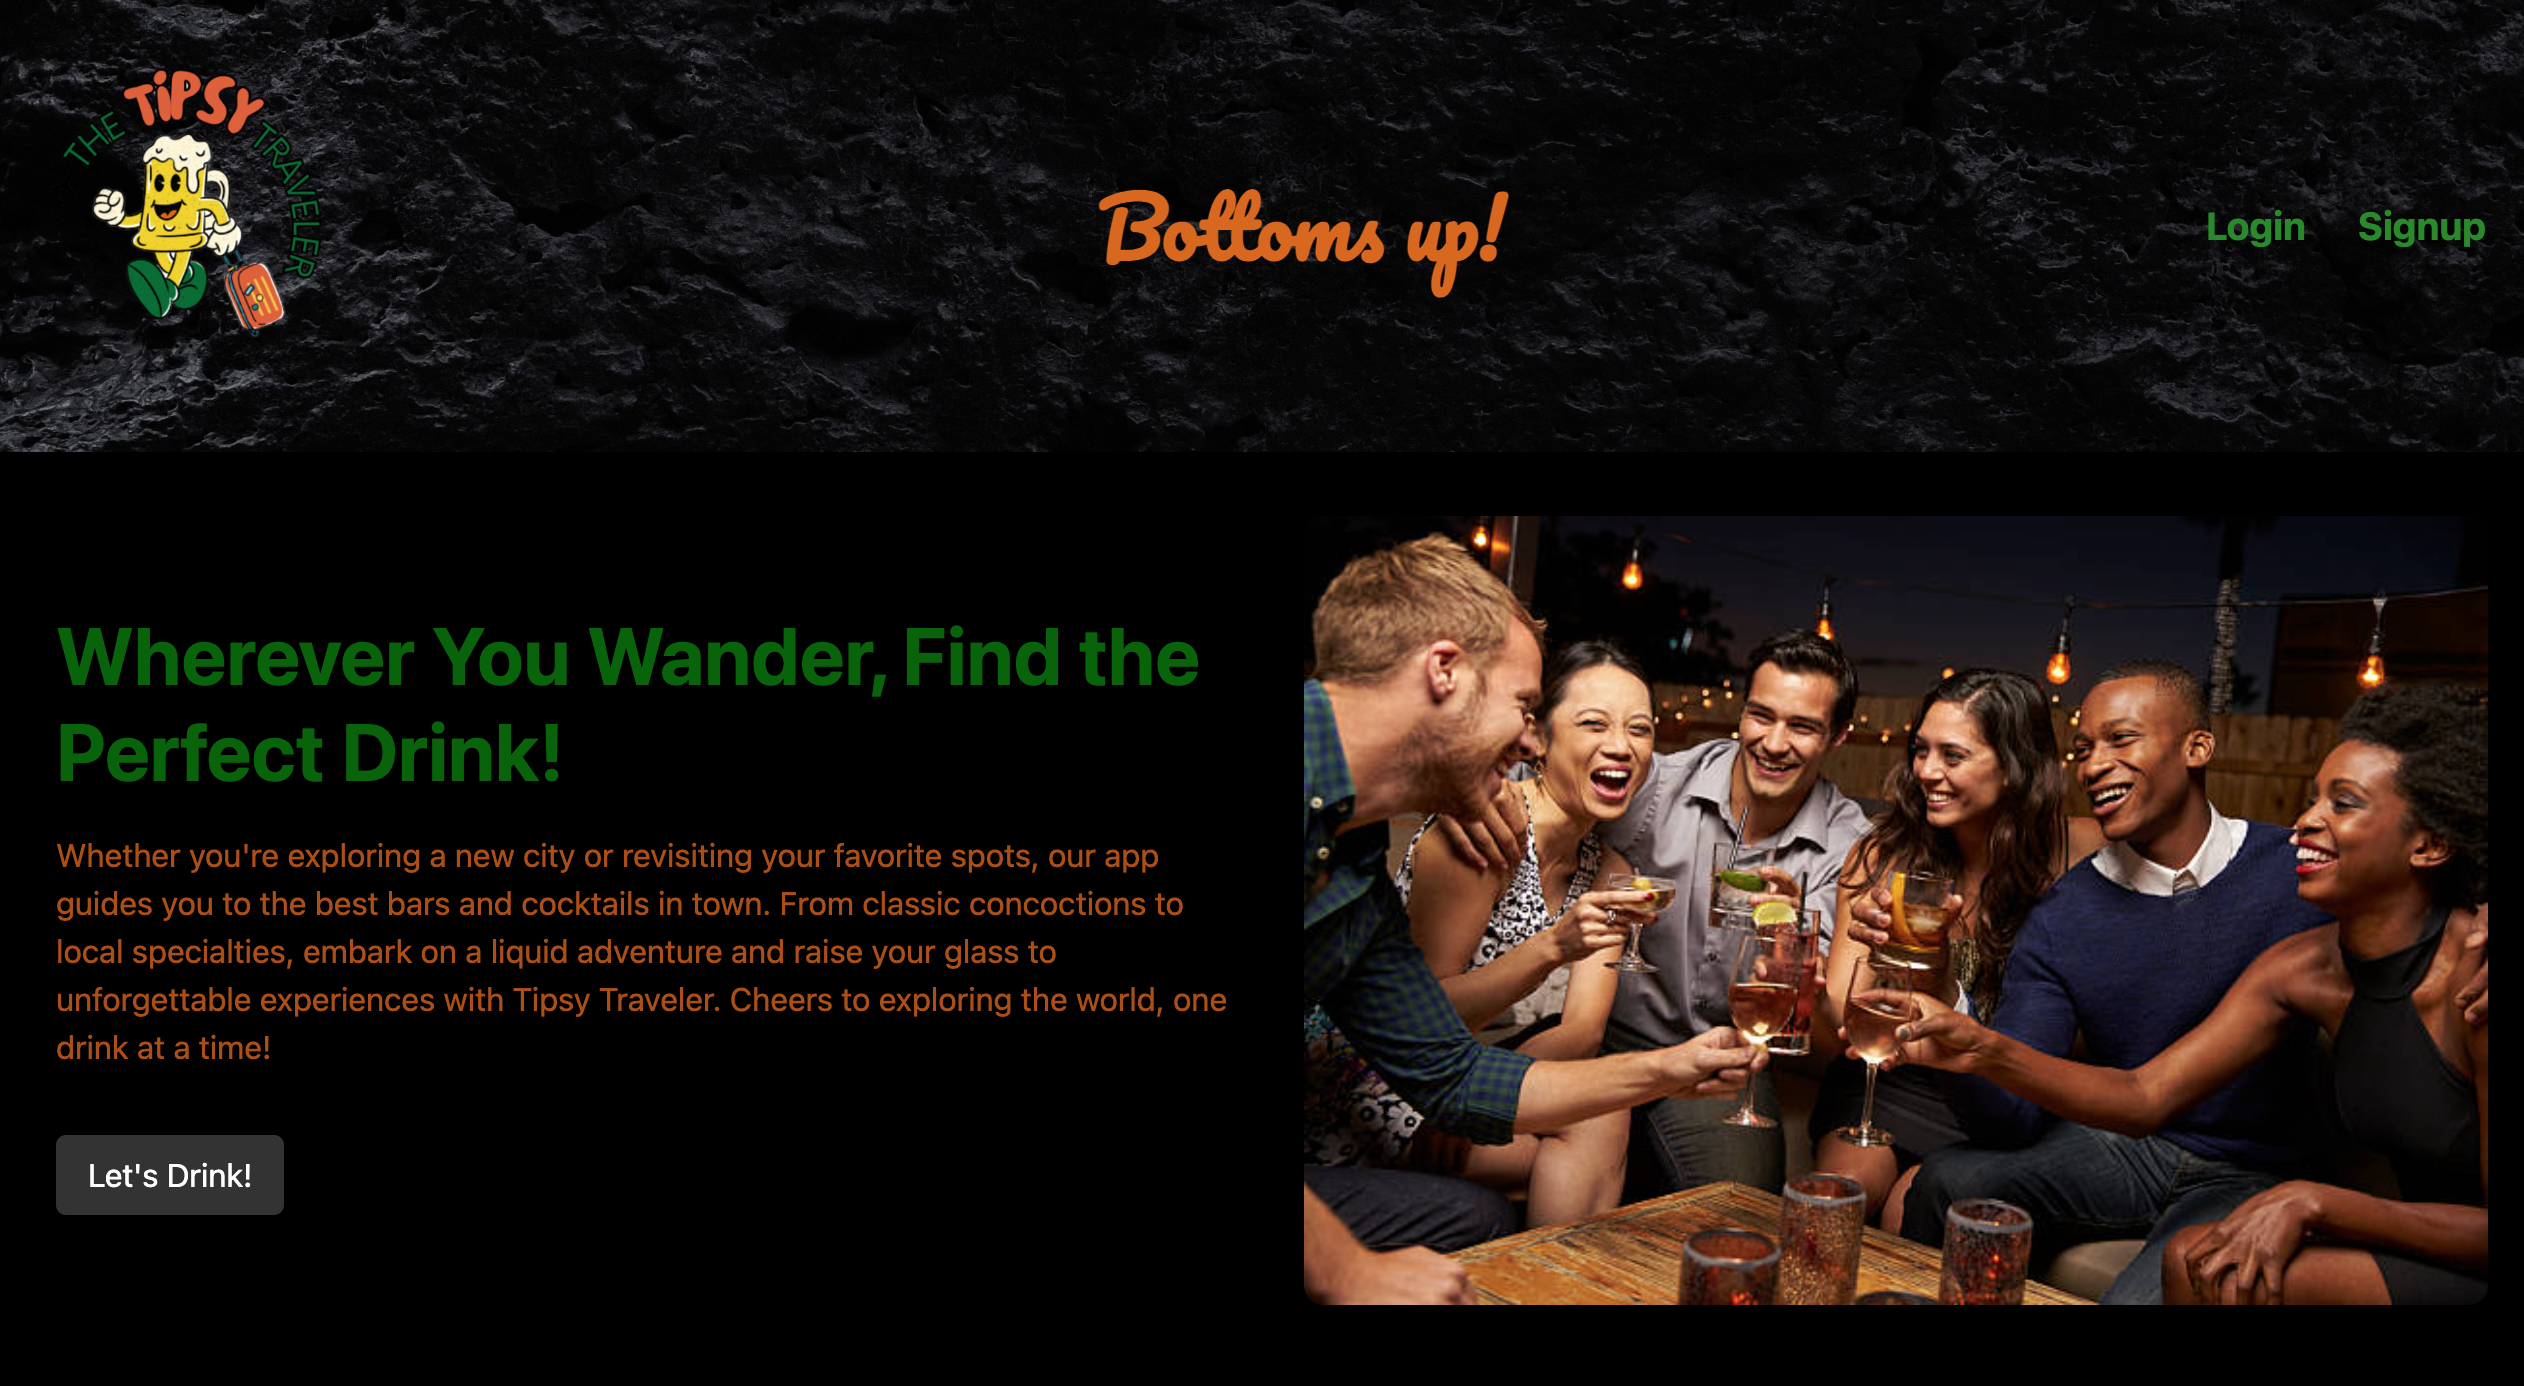 THE TiPSY TRAVELER
Bottoms up!
Login Signup
Wherever You Wander, Find the
Perfect Drink!
Whether you're exploring a new city or revisiting your favorite spots, our app
guides you to the best bars and cocktails in town. From classic concoctions to
local specialties, embark on a liquid adventure and raise your glass to
unforgettable experiences with Tipsy Traveler. Cheers to exploring the world, one
drink at a time!
Let's Drink!